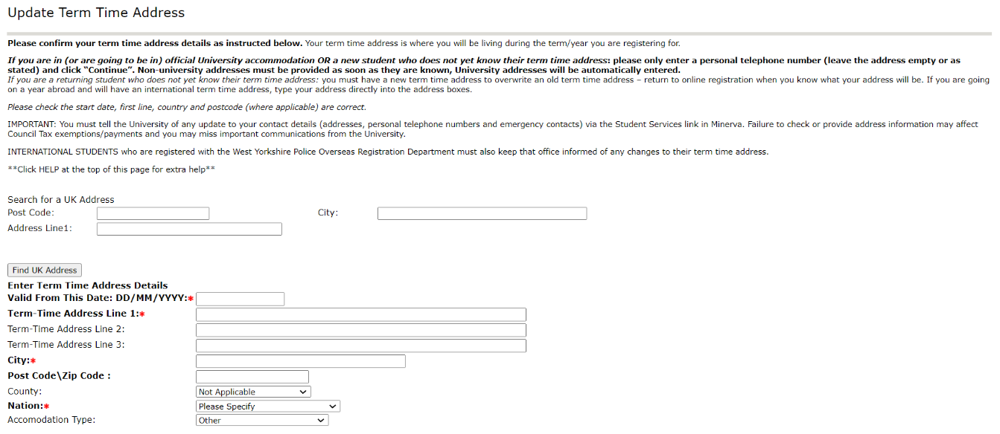 Update Term Time Address
Please confirm your term time address details as instructed below. Your term time address is where you will be living during the term/year you are registering for.
If you are in (or are going to be in) official University accommodation OR a new student who does not yet know their term time address: please only enter a personal telephone number (leave the address empty or as
stated) and click “Continue”. Non-university addresses must be provided as soon as they are known, University addresses will be automatically entered.
If you are a returning student who does not yet know their term time address: you must have a new term time address to overwrite an old term time address – return to online registration when you know what your address will be. If you are going
on a year abroad and will have an international term time address, type your address directly into the address boxes.
Please check the start date, first line, country and postcode (where applicable) are correct.
IMPORTANT: You must tell the University of any update to your contact details (addresses, personal telephone numbers and emergency contacts) via the Student Services link in Minerva. Failure to check or provide address information may affect
Council Tax exemptions/payments and you may miss important communications from the University.
INTERNATIONAL STUDENTS who are registered with the West Yorkshire Police Overseas Registration Department must also keep that office informed of any changes to their term time address.
**Click HELP at the top of this page for extra help**
Search for a UK Address
Post Code: City:
Address Line1:
Find UK Address
Enter Term Time Address Details
Valid From This Date: DD/MM/YYYY:*
Term-Time Address Line 1:*
Term-Time Address Line 2:
Term-Time Address Line 3:
City:*
Post Code\Zip Code :
County: Not Applicable
Nation:* Please Specify
Accomodation Type: Other